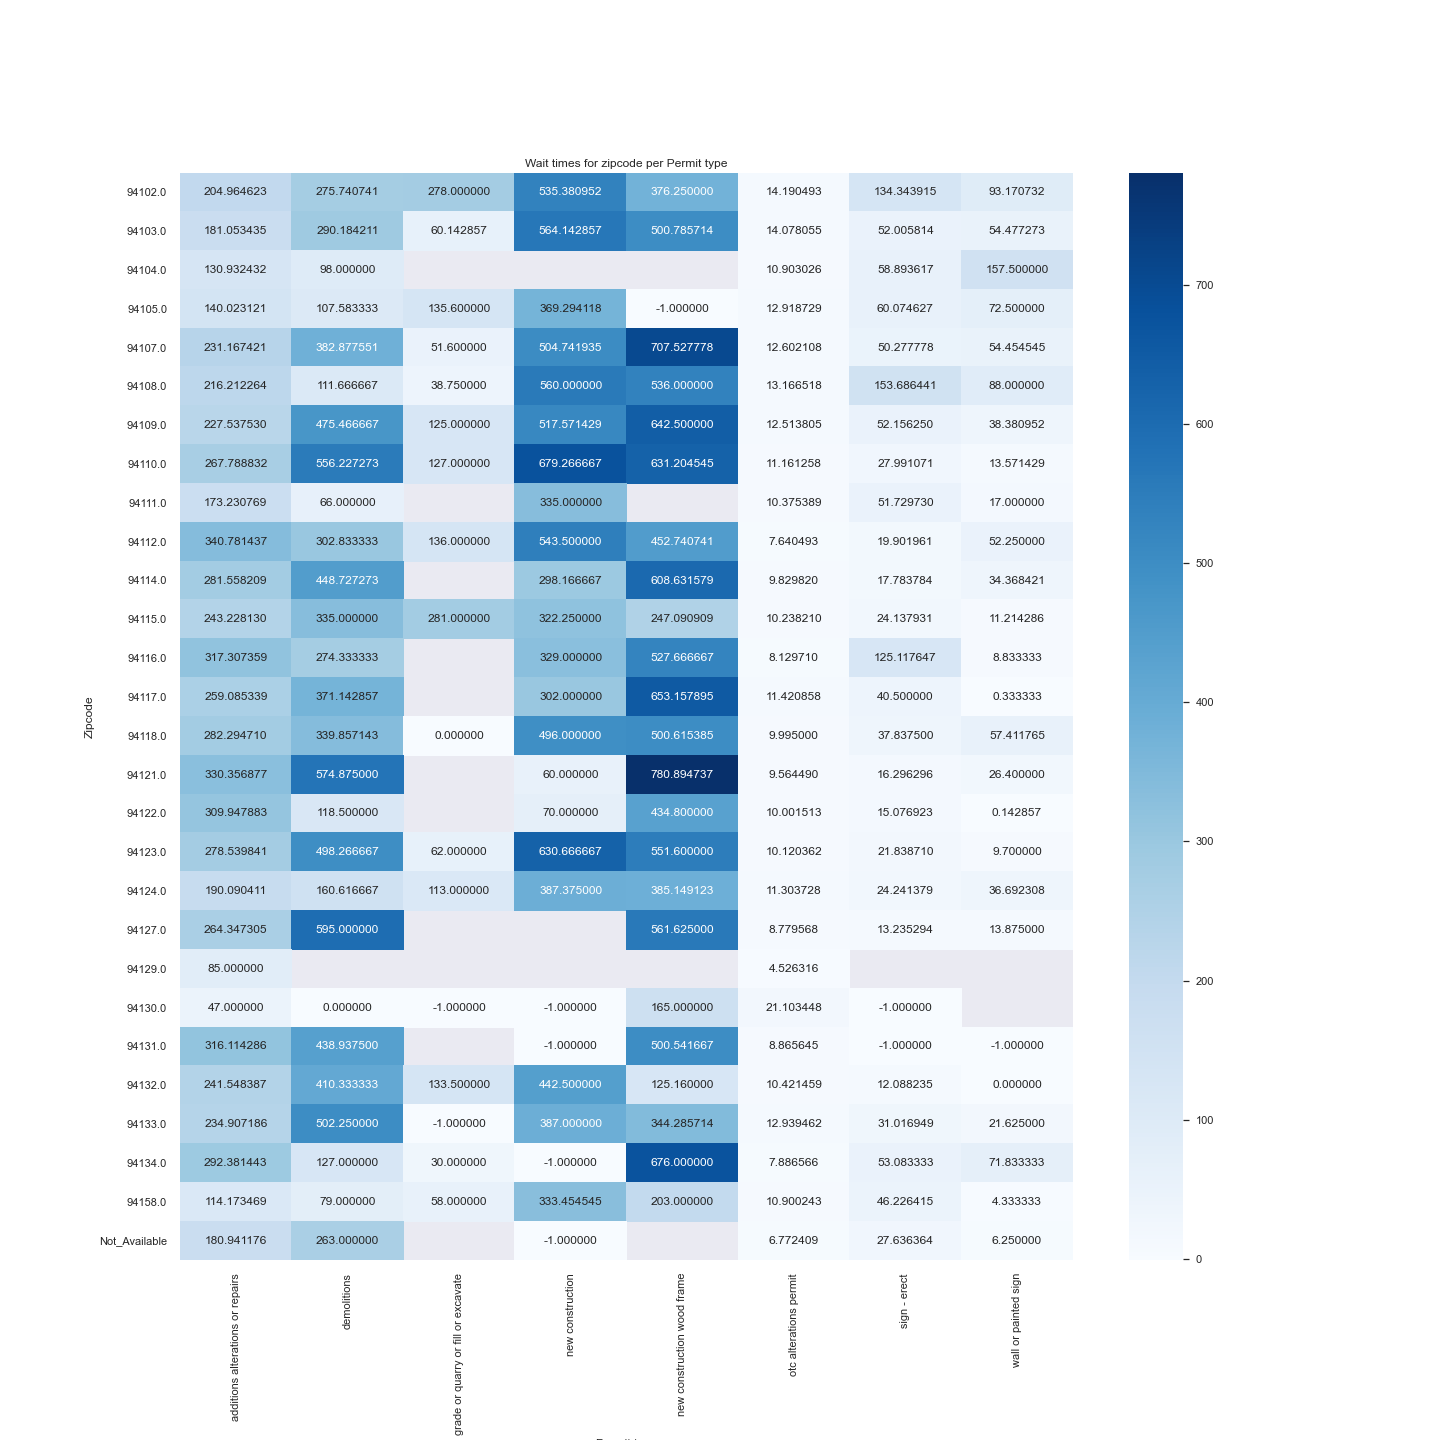 Wait times for zipcode per Permit type
94102.0 204.964623 275.740741 278.000000 535.380952 376.250000 14.190493 134.343915 93.170732
94103.0 181.053435 290.184211 60.142857 564.142857 500.785714 14.078055 52.005814 54.477273
94104.0 130.932432 98.000000 10.903026 58.893617 157.500000
94105.0 140.023121 107.583333 135.600000 369.294118 -1.000000 12.918729 60.074627 72.500000
94107.0 231.167421 382.877551 51.600000 504.741935 707.527778 12.602108 50.277778 54.454545
94108.0 216.212264 111.666667 38.750000 560.000000 536.000000 13.166518 153.686441 88.000000
94109.0 227.537530 475.466667 125.000000 517.571429 642.500000 12.513805 52.156250 38.380952
94110.0 267.788832 556.227273 127.000000 679.266667 631.204545 11.161258 27.991071 13.571429
94111.0 173.230769 66.000000 335.000000 10.375389 51.729730 17.000000
94112.0 340.781437 302.833333 136.000000 543.500000 452.740741 7.640493 19.901961 52.250000
94114.0 281.558209 448.727273 298.166667 608.631579 9.829820 17.783784 34.368421
94115.0 243.228130 335.000000 281.000000 322.250000 247.090909 10.238210 24.137931 11.214286
94116.0 317.307359 274.333333 329.000000 527.666667 8.129710 125.117647 8.833333
94117.0 259.085339 371.142857 302.000000 653.157895 11.420858 40.500000 0.333333
94118.0 282.294710 339.857143 0.000000 496.000000 500.615385 9.995000 37.837500 57.411765
94121.0 330.356877 574.875000 60.000000 780.894737 9.564490 16.296296 26.400000
94122.0 309.947883 118.500000 70.000000 434.800000 10.001513 15.076923 0.142857
94123.0 278.539841 498.266667 62.000000 630.666667 551.600000 10.120362 21.838710 9.700000
94124.0 190.090411 160.616667 113.000000 387.375000 385.149123 11.303728 24.241379 36.692308
94127.0 264.347305 595.000000 561.625000 8.779568 13.235294 13.875000
94129.0 85.000000 4.526316
94130.0 47.000000 0.000000 -1.000000 -1.000000 165.000000 21.103448 -1.000000
94131.0 316.114286 438.937500 -1.000000 500.541667 8.865645 -1.000000 -1.000000
94132.0 241.548387 410.333333 133.500000 442.500000 125.160000 10.421459 12.088235 0.000000
94133.0 234.907186 502.250000 -1.000000 387.000000 344.285714 12.939462 31.016949 21.625000
94134.0 292.381443 127.000000 30.000000 -1.000000 676.000000 7.886566 53.083333 71.833333
94158.0 114.173469 79.000000 58.000000 333.454545 203.000000 10.900243 46.226415 4.333333
Not_Available 180.941176 263.000000 -1.000000 6.772409 27.636364 6.250000
Zipcode
additions alterations or repairs
demolitions
grade or quarry or fill or excavate
new construction
new construction wood frame
otc alterations permit
sign - erect
wall or painted sign
700
600
500
400
300
200
100
0